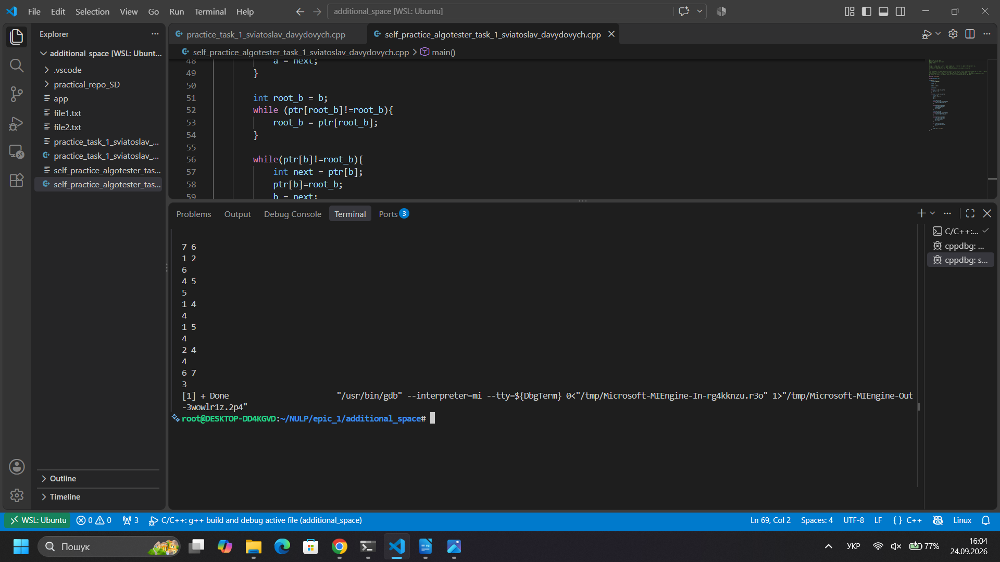 File Edit Selection View Go Run Terminal Help
additional_space [WSL: Ubuntu]
Explorer
additional_space [WSL: Ubunt...
.vscode
practical_repo_SD
app
file1.txt
file2.txt
practice_task_1_sviatoslav_...
practice_task_1_sviatoslav_...
self_practice_algotester_tas...
self_practice_algotester_tas...
Outline
Timeline
practice_task_1_sviatoslav_davydovych.cpp
self_practice_algotester_task_1_sviatoslav_davydovych.cpp
self_practice_algotester_task_1_sviatoslav_davydovych.cpp > main()
48 a = next;
49 }
50
51 int root_b = b;
52 while (ptr[root_b]!=root_b){
53 root_b = ptr[root_b];
54 }
55
56 while(ptr[b]!=root_b){
57 int next = ptr[b];
58 ptr[b]=root_b;
59 b = next;
Problems Output Debug Console Terminal Ports 3
7 6
1 2
6
4 5
5
1 4
4
1 5
4
2 4
4
6 7
3
[1] + Done "/usr/bin/gdb" --interpreter=mi --tty=${DbgTerm} 0<"/tmp/Microsoft-MIEngine-In-rg4kknzu.r3o" 1>"/tmp/Microsoft-MIEngine-Out
-3wowlr1z.2p4"
root@DESKTOP-DD4KGVD:~/NULP/epic_1/additional_space#
C/C++:...
cppdbg: ...
cppdbg: s...
WSL: Ubuntu 0 0 3 C/C++: g++ build and debug active file (additional_space)
Ln 69, Col 2 Spaces: 4 UTF-8 LF { } C++ Linux
Пошук
УКР
77%
16:04
24.09.2026